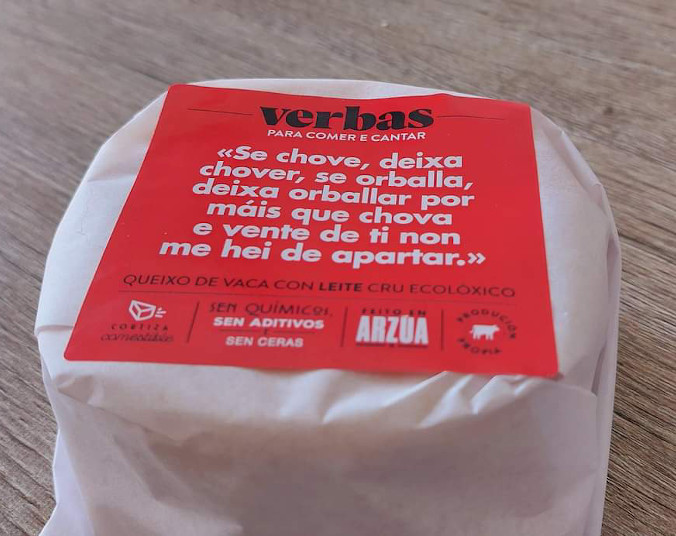 verbas
PARA COMER E CANTAR
«Se chove, deixa
chover, se orballa,
deixa orballar por
máis que chova
e vente de ti non
me hei de apartar.»
QUEIXO DE VACA CON LEITE CRU ECOLÓXICO
CORTIZA
comestible
SEN QUÍMICOS,
SEN ADITIVOS
E
SEN CERAS
FEITO EN
ARZÚA
PRODUCIÓN
PROPIA